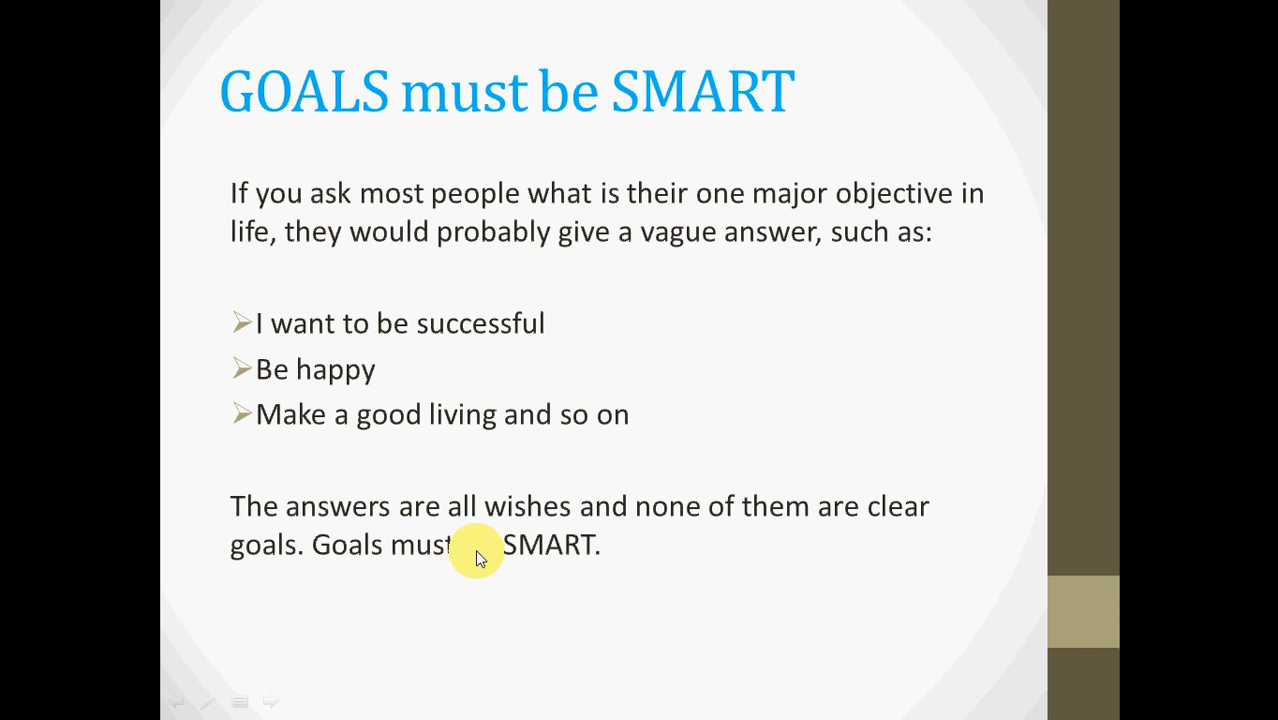 GOALS must be SMART
If you ask most people what is their one major objective in
life, they would probably give a vague answer, such as:
I want to be successful
Be happy
Make a good living and so on
The answers are all wishes and none of them are clear
goals. Goals must SMART.